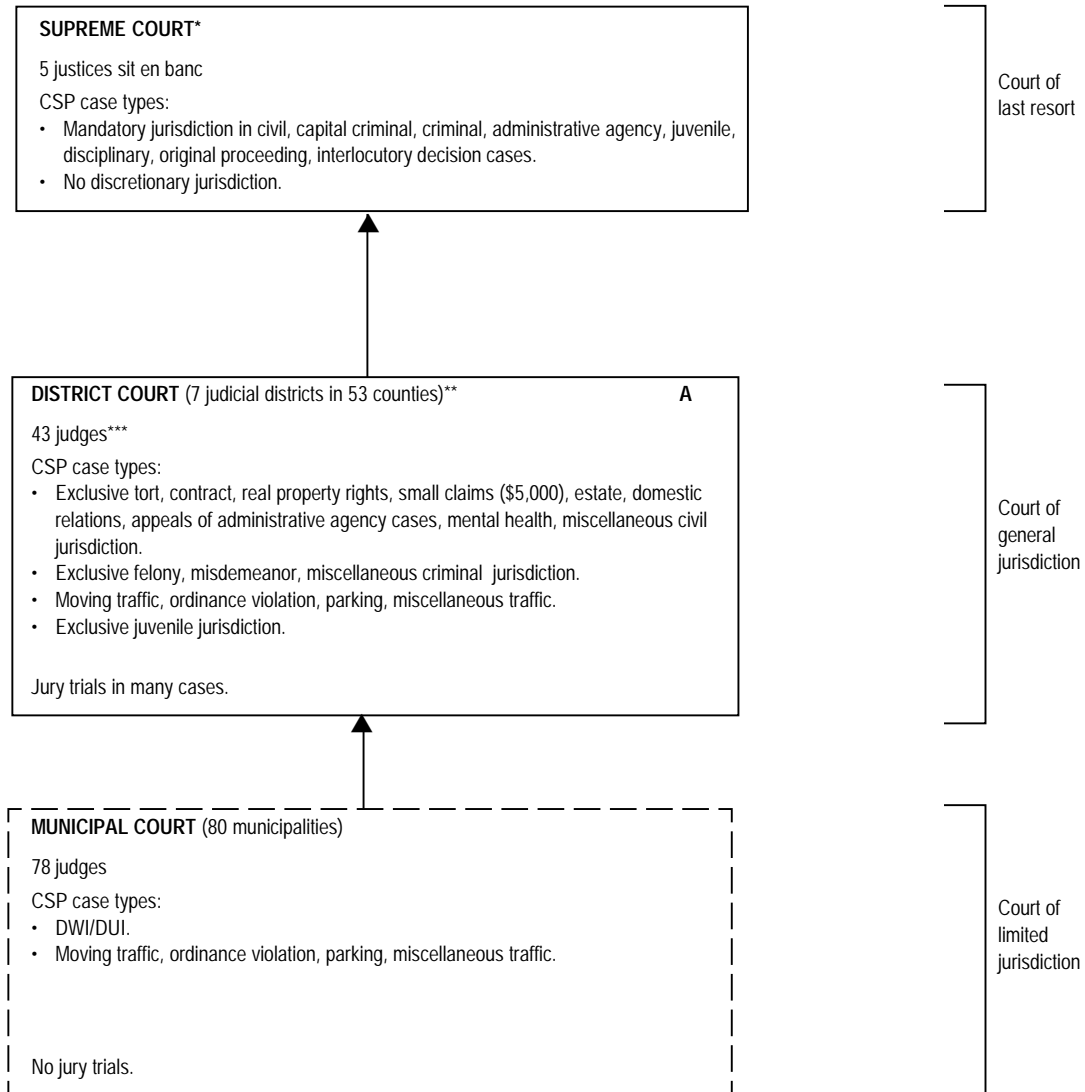 SUPREME COURT*
5 justices sit en banc
CSP case types:
• Mandatory jurisdiction in civil, capital criminal, criminal, administrative agency, juvenile,
disciplinary, original proceeding, interlocutory decision cases.
• No discretionary jurisdiction.
Court of
last resort
DISTRICT COURT (7 judicial districts in 53 counties)** A
43 judges***
CSP case types:
• Exclusive tort, contract, real property rights, small claims ($5,000), estate, domestic
relations, appeals of administrative agency cases, mental health, miscellaneous civil
jurisdiction.
• Exclusive felony, misdemeanor, miscellaneous criminal jurisdiction.
• Moving traffic, ordinance violation, parking, miscellaneous traffic.
• Exclusive juvenile jurisdiction.
Jury trials in many cases.
Court of
general
jurisdiction
MUNICIPAL COURT (80 municipalities)
78 judges
CSP case types:
• DWI/DUI.
• Moving traffic, ordinance violation, parking, miscellaneous traffic.
No jury trials.
Court of
limited
jurisdiction